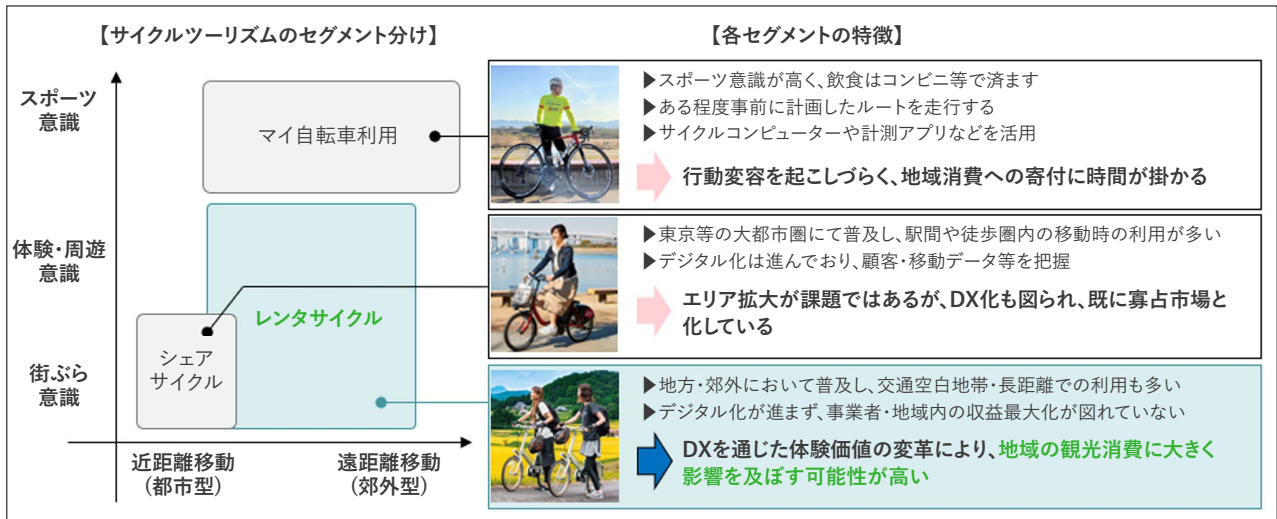 【サイクルツーリズムのセグメント分け】
スポーツ
意識
体験・周遊
意識
街ぶら
意識
マイ自転車利用
レンタサイクル
シェア
サイクル
近距離移動
(都市型)
遠距離移動
(郊外型)
【各セグメントの特徴】
▶スポーツ意識が高く、飲食はコンビニ等で済ます
▶ある程度事前に計画したルートを走行する
▶サイクルコンピューターや計測アプリなどを活用
行動変容を起こしづらく、地域消費への寄付に時間が掛かる
▶東京等の大都市圏にて普及し、駅間や徒歩圏内の移動時の利用が多い
▶デジタル化は進んでおり、顧客・移動データ等を把握
エリア拡大が課題ではあるが、DX化も図られ、既に寡占市場と
化している
▶地方・郊外において普及し、交通空白地帯・長距離での利用も多い
▶デジタル化が進まず、事業者・地域内の収益最大化が図れていない
DXを通じた体験価値の変革により、地域の観光消費に大きく
影響を及ぼす可能性が高い